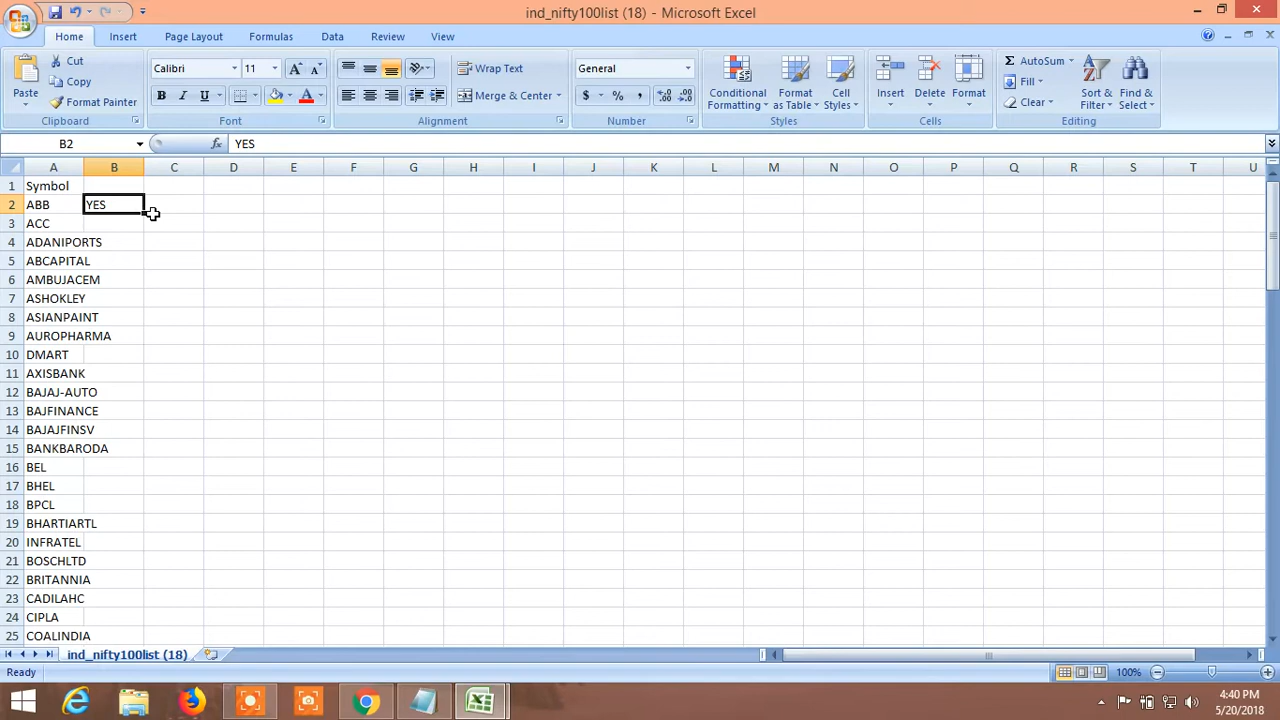 ind_nifty100list (18) - Microsoft Excel
Home Insert Page Layout Formulas Data Review View
Paste
Cut
Copy
Format Painter
Clipboard
Calibri 11 A A
B I U A
Font
Wrap Text
Merge & Center
Alignment
General
$ % ,
Number
Conditional Formatting
Format as Table
Cell Styles
Styles
Insert Delete Format
Cells
Σ AutoSum
Fill
Clear
Sort & Filter
Find & Select
Editing
B2 fx YES
A B C D E F G H I J K L M N O P Q R S T U
1 Symbol
2 ABB YES
3 ACC
4 ADANIPORTS
5 ABCAPITAL
6 AMBUJACEM
7 ASHOKLEY
8 ASIANPAINT
9 AUROPHARMA
10 DMART
11 AXISBANK
12 BAJAJ-AUTO
13 BAJFINANCE
14 BAJAJFINSV
15 BANKBARODA
16 BEL
17 BHEL
18 BPCL
19 BHARTIARTL
20 INFRATEL
21 BOSCHLTD
22 BRITANNIA
23 CADILAHC
24 CIPLA
25 COALINDIA
ind_nifty100list (18)
Ready 100%
4:40 PM
5/20/2018